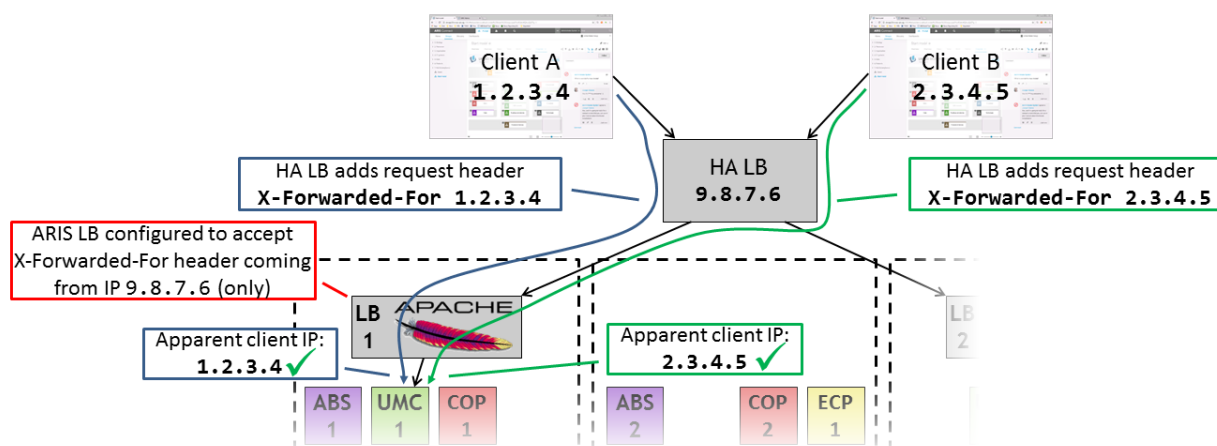 Client A
1.2.3.4
Client B
2.3.4.5
HA LB
9.8.7.6
HA LB adds request header
X-Forwarded-For 1.2.3.4
HA LB adds request header
X-Forwarded-For 2.3.4.5
ARIS LB configured to accept
X-Forwarded-For header coming
from IP 9.8.7.6 (only)
LB
1
APACHE
LB
2
Apparent client IP:
1.2.3.4
Apparent client IP:
2.3.4.5
ABS
1
UMC
1
COP
1
ABS
2
COP
2
ECP
1